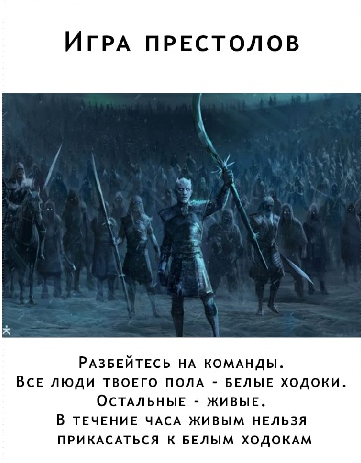 Игра престолов
Разбейтесь на команды.
Все люди твоего пола - белые ходоки.
Остальные - живые.
В течение часа живым нельзя
прикасаться к белым ходокам